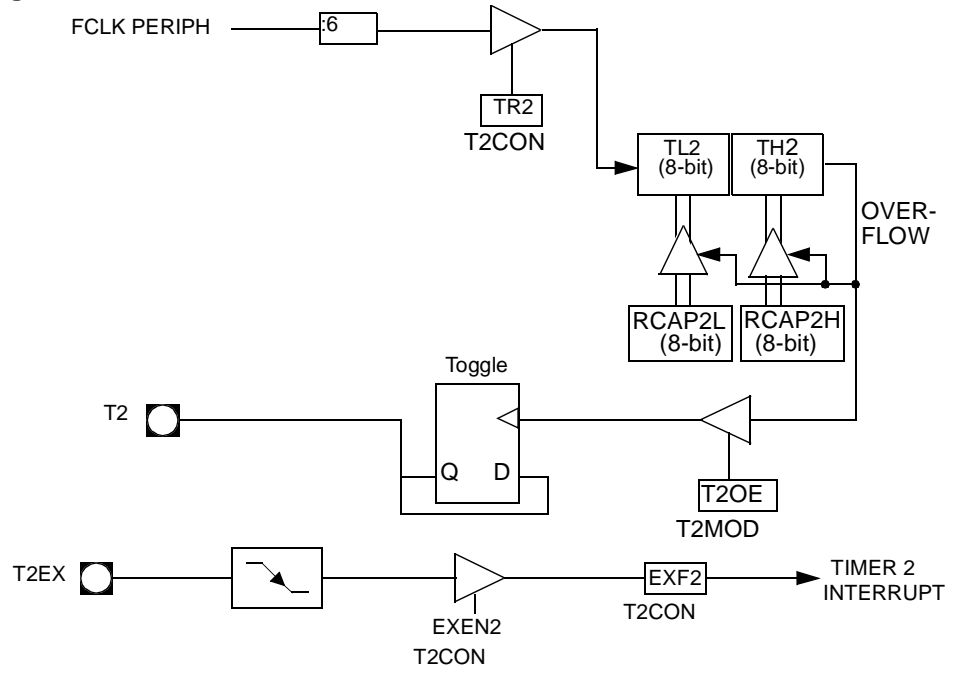 FCLK PERIPH
:6
TR2
T2CON
TL2
(8-bit)
TH2
(8-bit)
OVER-
FLOW
RCAP2L
(8-bit)
RCAP2H
(8-bit)
Toggle
T2
Q D
T2OE
T2MOD
T2EX
EXEN2
T2CON
EXF2
T2CON
TIMER 2
INTERRUPT